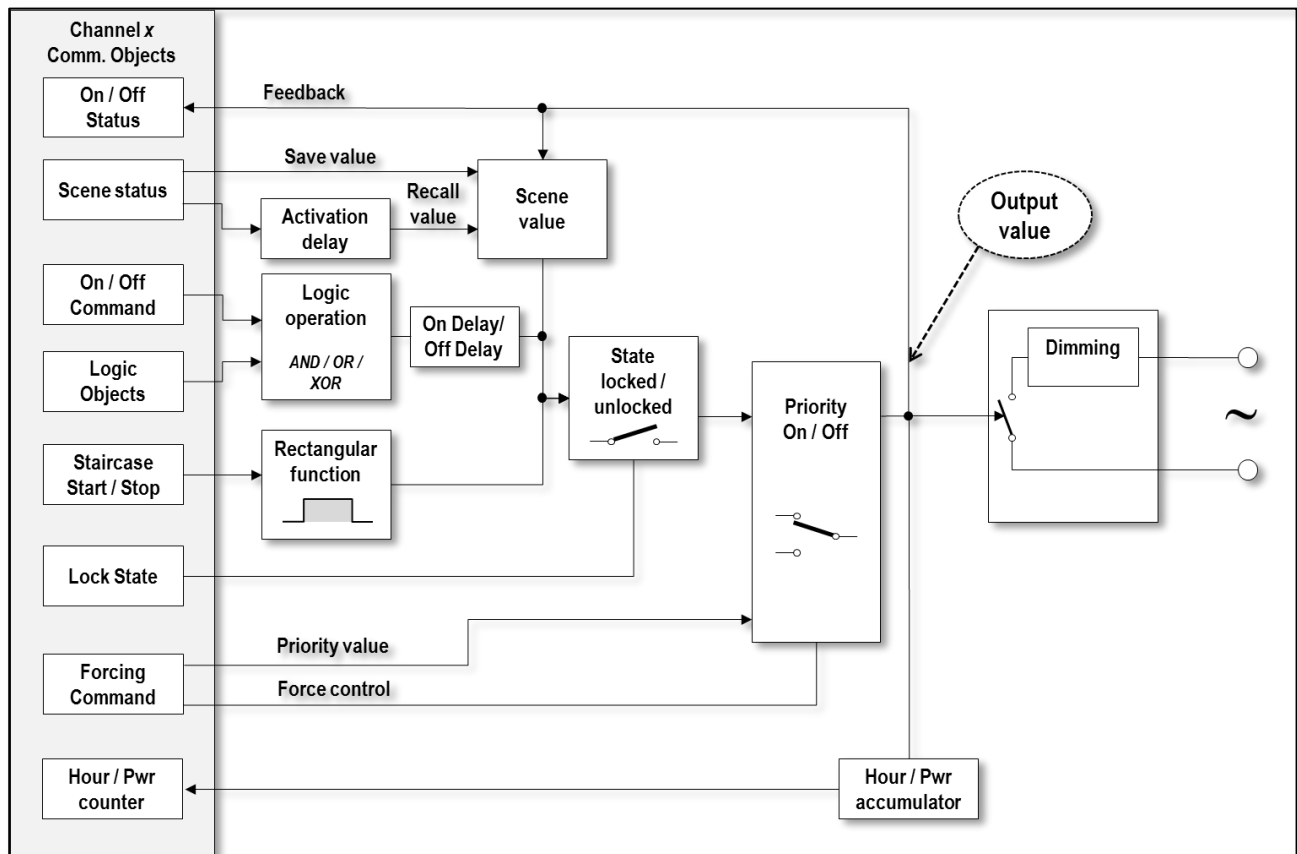 Channel x
Comm. Objects
On / Off
Status
Feedback
Scene status
Save value
Recall
value
Scene
value
Activation
delay
Output
value
On / Off
Command
Logic
operation
AND / OR /
XOR
On Delay/
Off Delay
Logic
Objects
State
locked /
unlocked
Priority
On / Off
Dimming
~
Staircase
Start / Stop
Rectangular
function
Lock State
Forcing
Command
Priority value
Force control
Hour / Pwr
counter
Hour / Pwr
accumulator